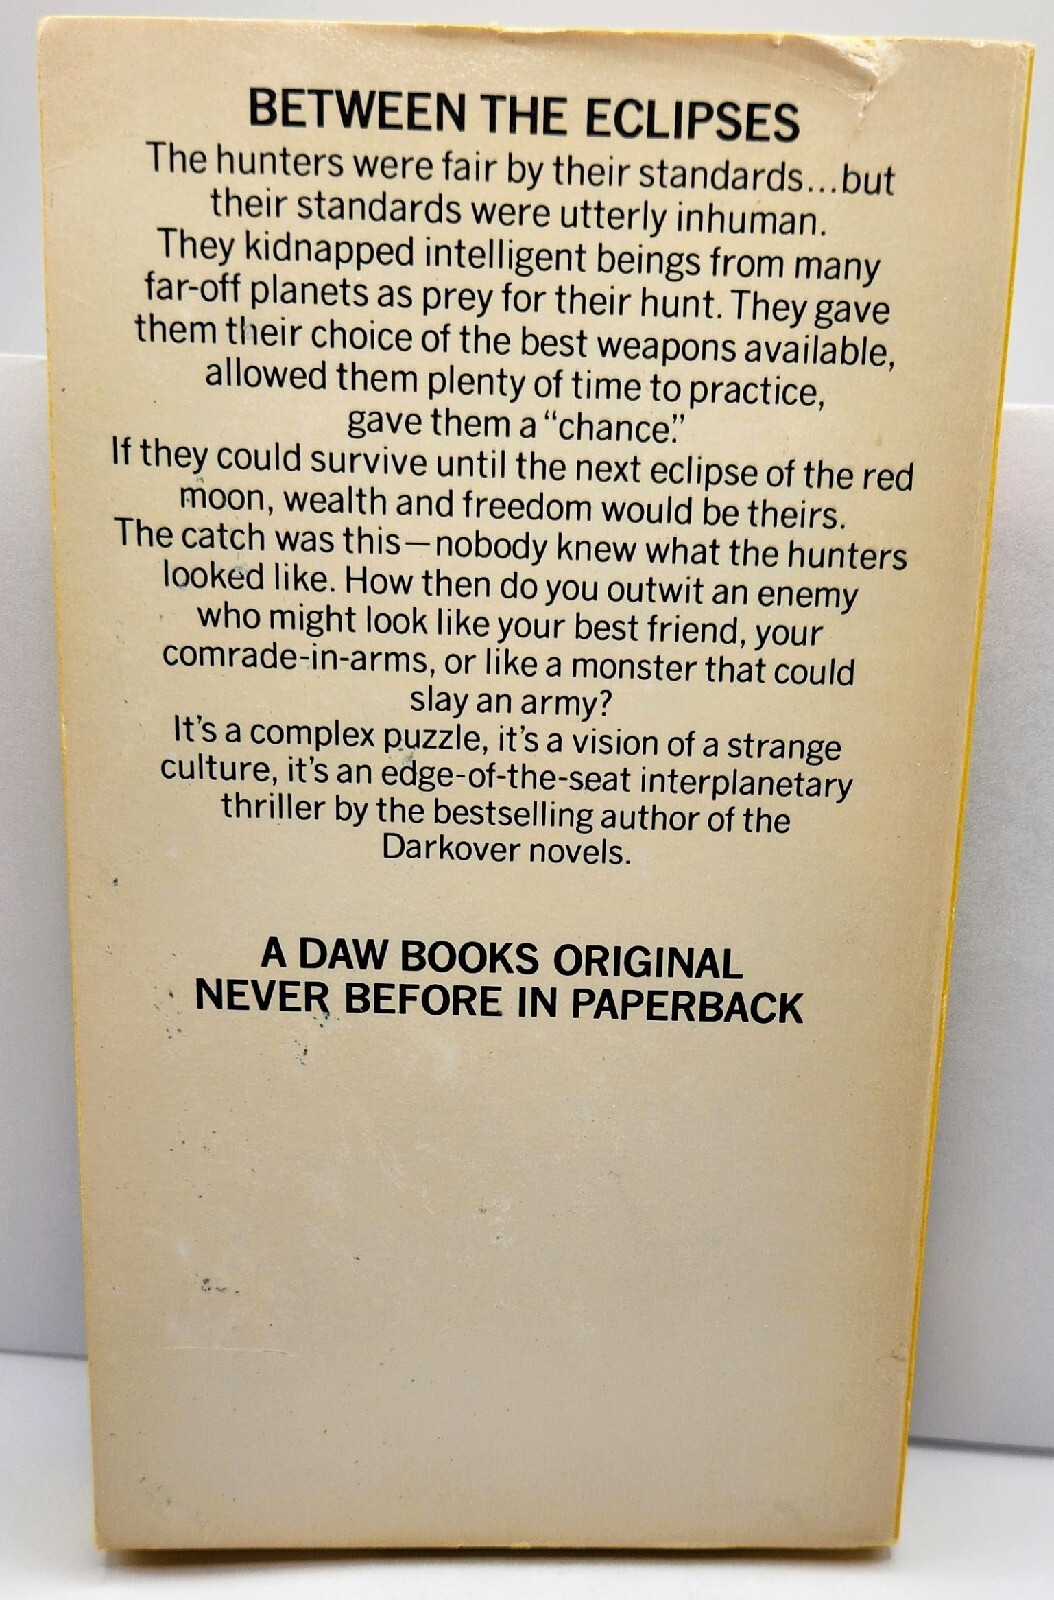 BETWEEN THE ECLIPSES
The hunters were fair by their standards...but
their standards were utterly inhuman.
They kidnapped intelligent beings from many
far-off planets as prey for their hunt. They gave
them their choice of the best weapons available,
allowed them plenty of time to practice,
gave them a “chance.”
If they could survive until the next eclipse of the red
moon, wealth and freedom would be theirs.
The catch was this—nobody knew what the hunters
looked like. How then do you outwit an enemy
who might look like your best friend, your
comrade-in-arms, or like a monster that could
slay an army?
It's a complex puzzle, it's a vision of a strange
culture, it's an edge-of-the-seat interplanetary
thriller by the bestselling author of the
Darkover novels.
A DAW BOOKS ORIGINAL
NEVER BEFORE IN PAPERBACK